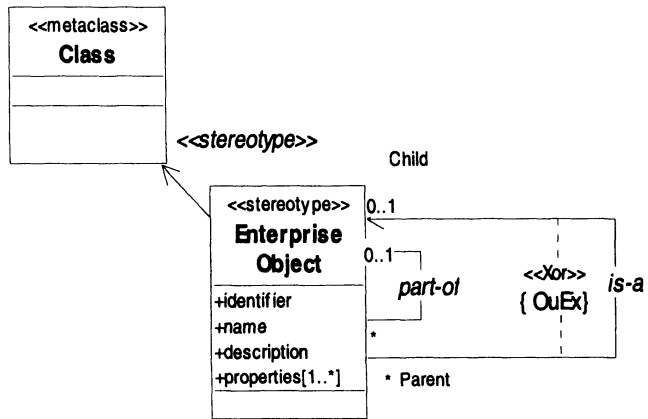 <<metaclass>>
Class
<<stereotype>>
Child
<<stereotype>>
Enterprise
Object
0..1
0..1
part-of
<<Xor>>
{ OuEx}
is-a
+identifier
+name
+description
+properties[1..*]
*
* Parent